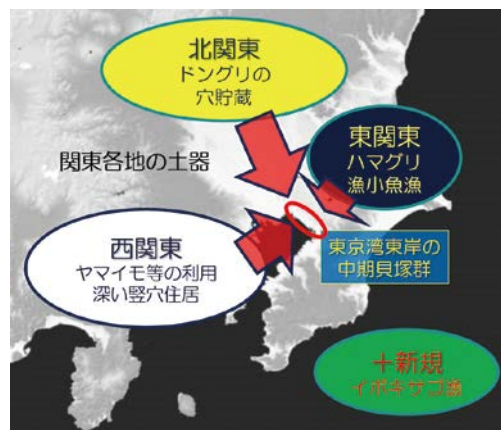 北関東
ドングリの
穴貯蔵
関東各地の土器
東関東
ハマグリ
漁小魚漁
西関東
ヤマイモ等の利用
深い竪穴住居
東京湾東岸の
中期貝塚群
＋新規
イボキサゴ漁